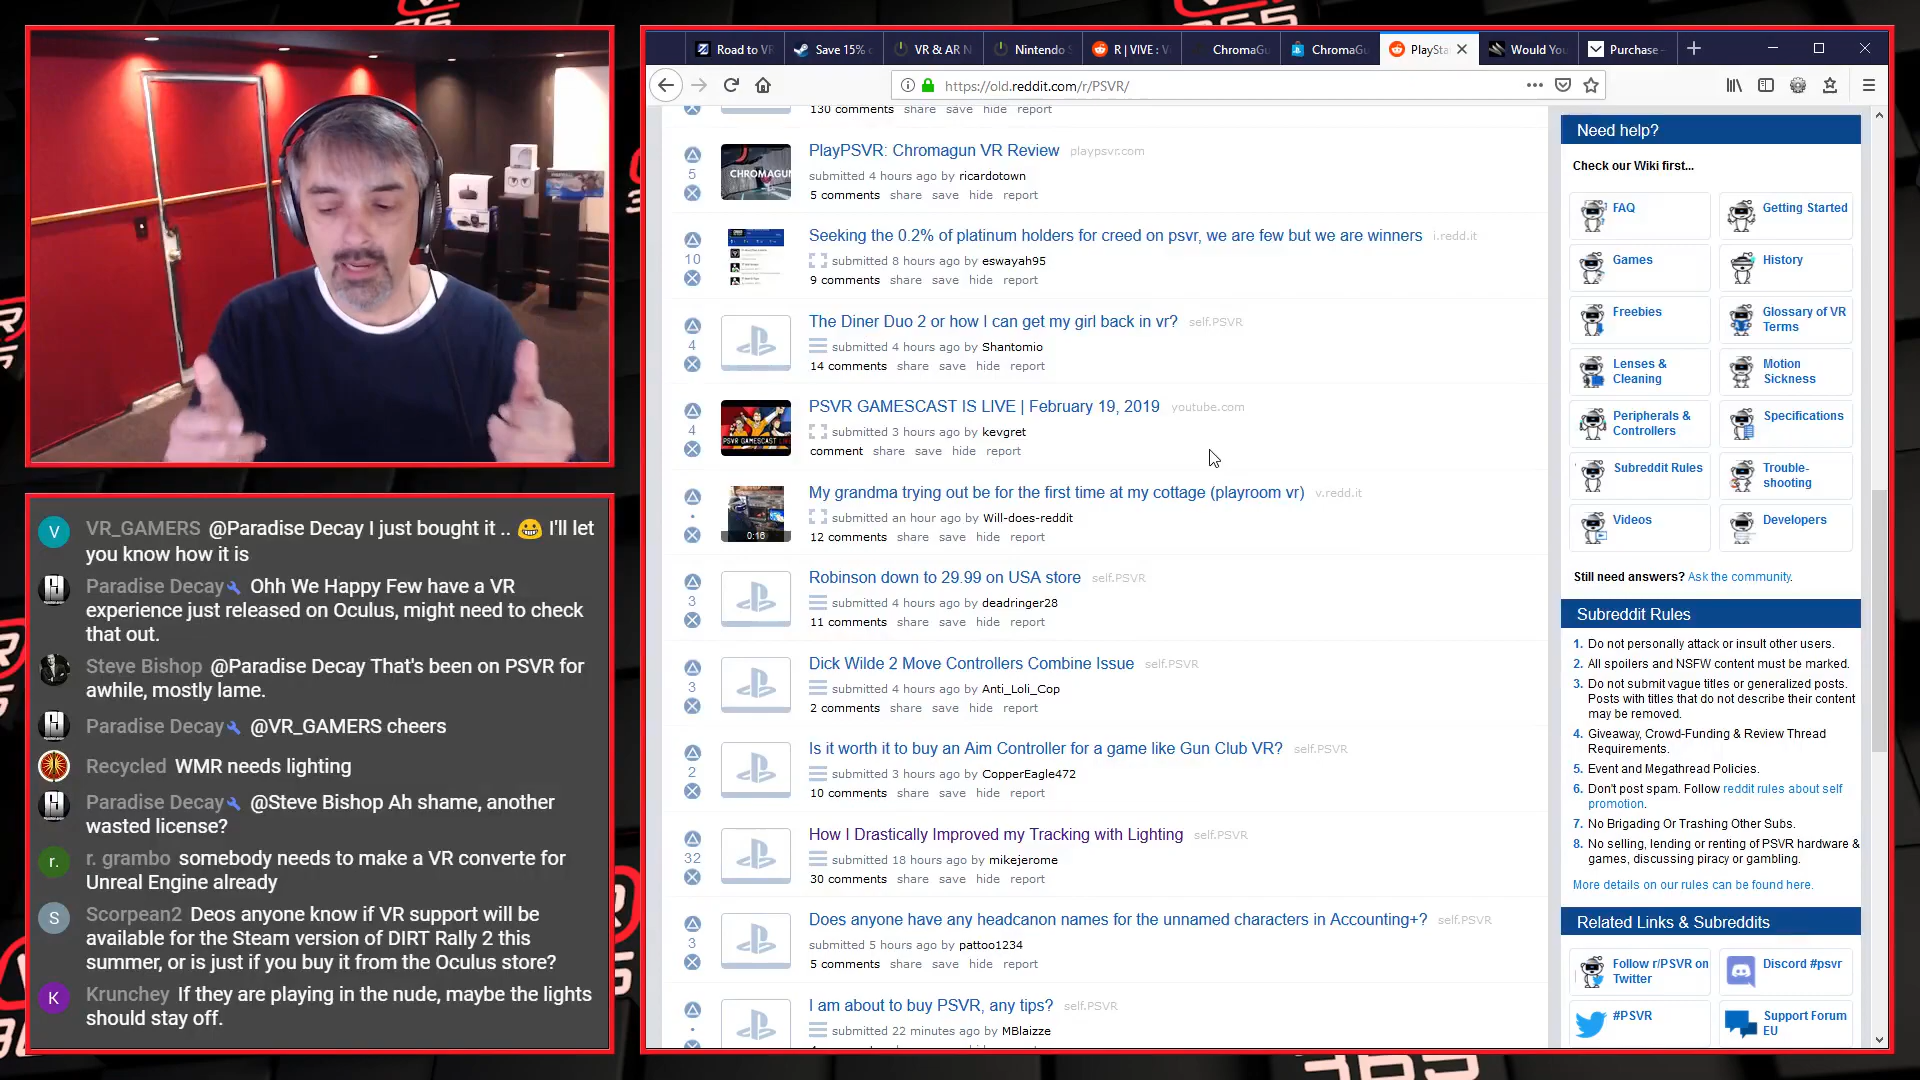 Road to VR
Save 15% o
VR & AR N
Nintendo S
R | VIVE : V
ChromaGu
ChromaGu
PlayStat
Would You
Purchase -
https://old.reddit.com/r/PSVR/
130 comments share save hide report
5
PlayPSVR: Chromagun VR Review playpsvr.com
submitted 4 hours ago by ricardotown
5 comments share save hide report
CHROMAGUN
10
Seeking the 0.2% of platinum holders for creed on psvr, we are few but we are winners i.redd.it
submitted 8 hours ago by eswayah95
9 comments share save hide report
4
The Diner Duo 2 or how I can get my girl back in vr? self.PSVR
submitted 4 hours ago by Shantomio
14 comments share save hide report
4
PSVR GAMESCAST IS LIVE | February 19, 2019 youtube.com
submitted 3 hours ago by kevgret
comment share save hide report
PSVR GAMESCAST LIVE
My grandma trying out be for the first time at my cottage (playroom vr) v.redd.it
submitted an hour ago by Will-does-reddit
12 comments share save hide report
0:16
3
Robinson down to 29.99 on USA store self.PSVR
submitted 4 hours ago by deadringer28
11 comments share save hide report
3
Dick Wilde 2 Move Controllers Combine Issue self.PSVR
submitted 4 hours ago by Anti_Loli_Cop
2 comments share save hide report
2
Is it worth it to buy an Aim Controller for a game like Gun Club VR? self.PSVR
submitted 3 hours ago by CopperEagle472
10 comments share save hide report
32
How I Drastically Improved my Tracking with Lighting self.PSVR
submitted 18 hours ago by mikejerome
30 comments share save hide report
3
Does anyone have any headcanon names for the unnamed characters in Accounting+? self.PSVR
submitted 5 hours ago by pattoo1234
5 comments share save hide report
I am about to buy PSVR, any tips? self.PSVR
submitted 22 minutes ago by MBlaizze
Need help?
Check our Wiki first...
FAQ
Getting Started
Games
History
Freebies
Glossary of VR
Terms
Lenses &
Cleaning
Motion
Sickness
Peripherals &
Controllers
Specifications
Subreddit Rules
Trouble-
shooting
Videos
Developers
Still need answers? Ask the community.
Subreddit Rules
1. Do not personally attack or insult other users.
2. All spoilers and NSFW content must be marked.
3. Do not submit vague titles or generalized posts.
Posts with titles that do not describe their content
may be removed.
4. Giveaway, Crowd-Funding & Review Thread
Requirements.
5. Event and Megathread Policies.
6. Don't post spam. Follow reddit rules about self
promotion.
7. No Brigading Or Trashing Other Subs.
8. No selling, lending or renting of PSVR hardware &
games, discussing piracy or gambling.
More details on our rules can be found here.
Related Links & Subreddits
Follow r/PSVR on
Twitter
Discord #psvr
#PSVR
Support Forum
EU
V
VR_GAMERS @Paradise Decay I just bought it .. 😀 I'll let
you know how it is
Paradise Decay Ohh We Happy Few have a VR
experience just released on Oculus, might need to check
that out.
Steve Bishop @Paradise Decay That's been on PSVR for
awhile, mostly lame.
Paradise Decay @VR_GAMERS cheers
Recycled WMR needs lighting
Paradise Decay @Steve Bishop Ah shame, another
wasted license?
r.
r. grambo somebody needs to make a VR converte for
Unreal Engine already
S
Scorpean2 Deos anyone know if VR support will be
available for the Steam version of DIRT Rally 2 this
summer, or is just if you buy it from the Oculus store?
K
Krunchey If they are playing in the nude, maybe the lights
should stay off.